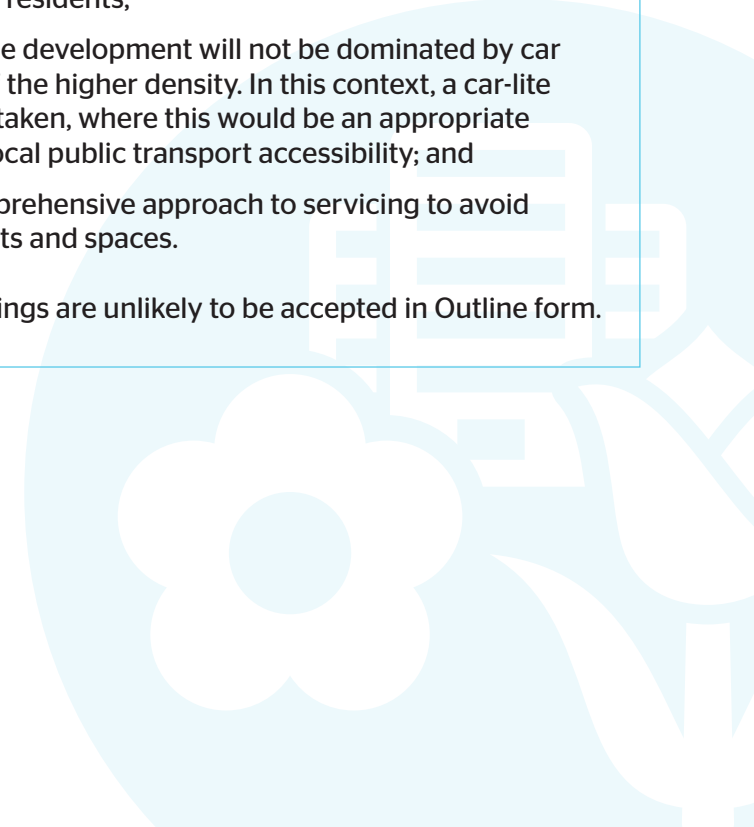 residents;
e development will not be dominated by car
the higher density. In this context, a car-lite
taken, where this would be an appropriate
ocal public transport accessibility; and
prehensive approach to servicing to avoid
ts and spaces.
ings are unlikely to be accepted in Outline form.